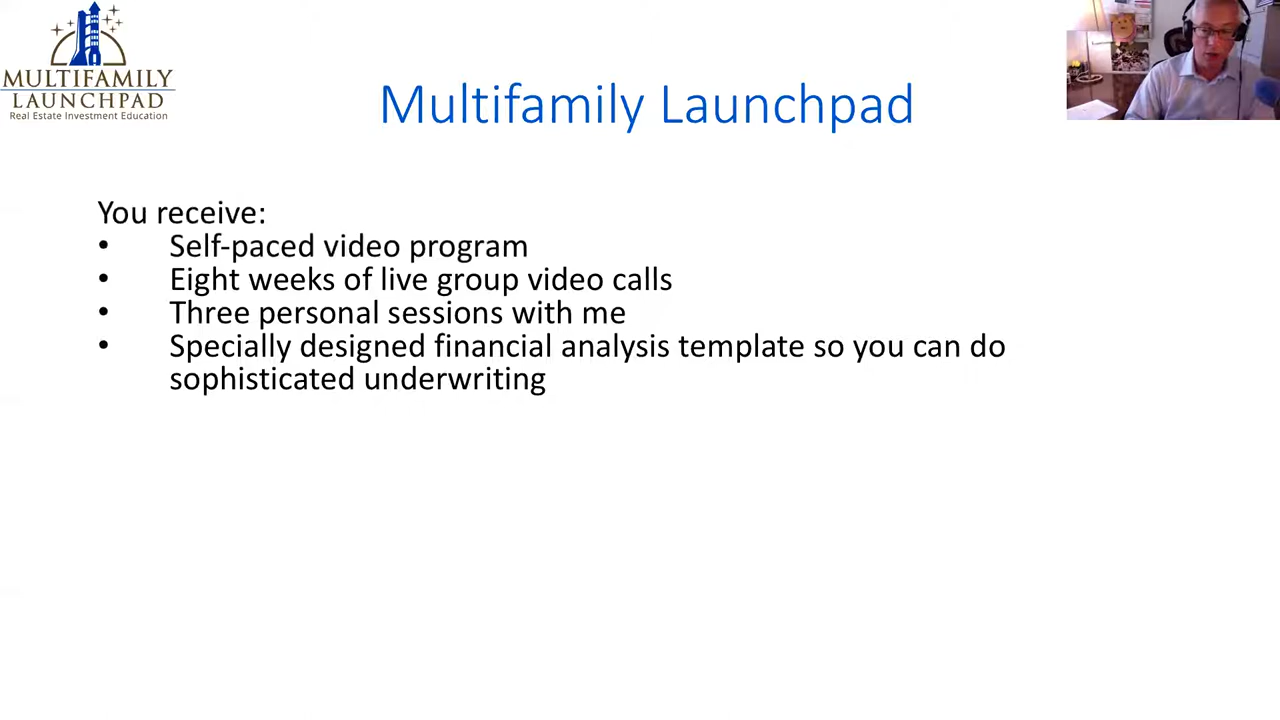 MULTIFAMILY
LAUNCHPAD
Real Estate Investment Education
Multifamily Launchpad
You receive:
• Self-paced video program
• Eight weeks of live group video calls
• Three personal sessions with me
• Specially designed financial analysis template so you can do
sophisticated underwriting